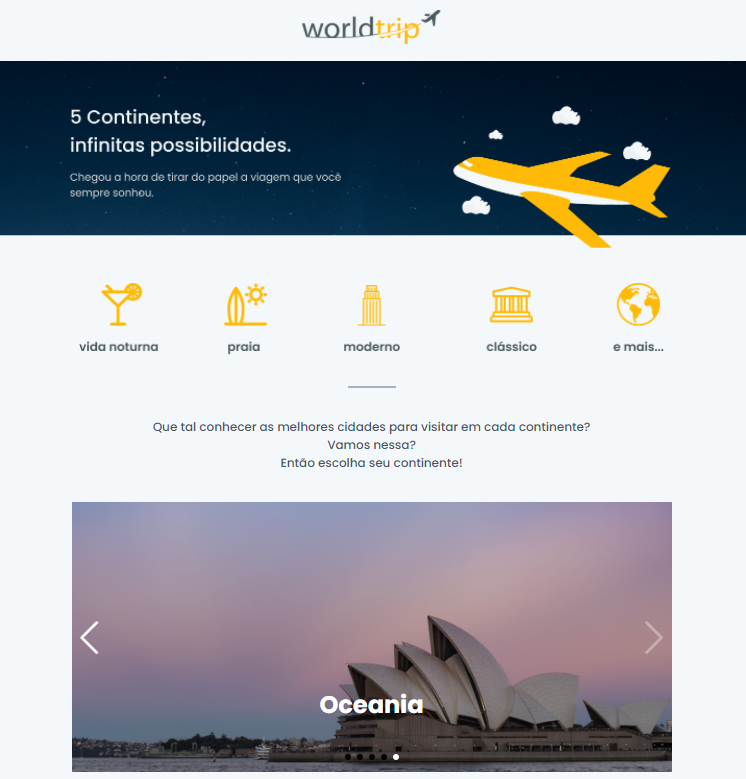 worldtrip
5 Continentes,
infinitas possibilidades.
Chegou a hora de tirar do papel a viagem que você
sempre sonhou.
vida noturna
praia
moderno
clássico
e mais...
Que tal conhecer as melhores cidades para visitar em cada continente?
Vamos nessa?
Então escolha seu continente!
Oceania